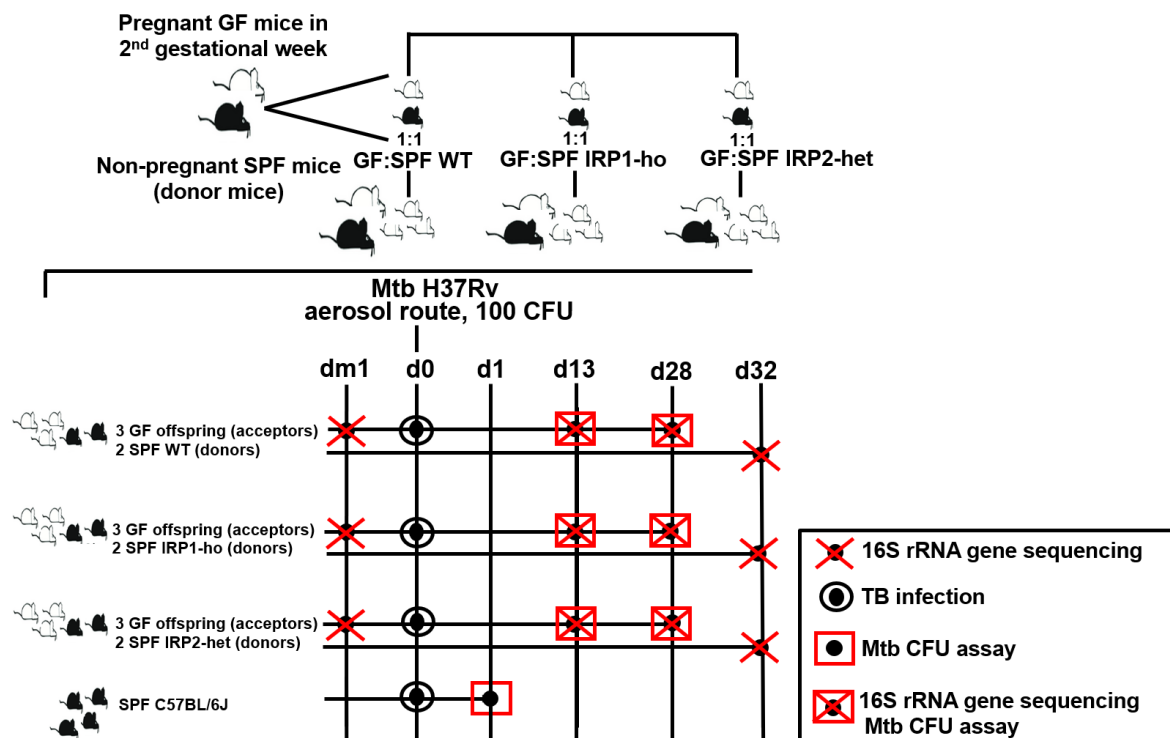 Pregnant GF mice in
2nd gestational week
Non-pregnant SPF mice
(donor mice)
1:1
GF:SPF WT
1:1
GF:SPF IRP1-ho
1:1
GF:SPF IRP2-het
Mtb H37Rv
aerosol route, 100 CFU
dm1 d0 d1 d13 d28 d32
3 GF offspring (acceptors)
2 SPF WT (donors)
3 GF offspring (acceptors)
2 SPF IRP1-ho (donors)
3 GF offspring (acceptors)
2 SPF IRP2-het (donors)
SPF C57BL/6J
16S rRNA gene sequencing
TB infection
Mtb CFU assay
16S rRNA gene sequencing
Mtb CFU assay